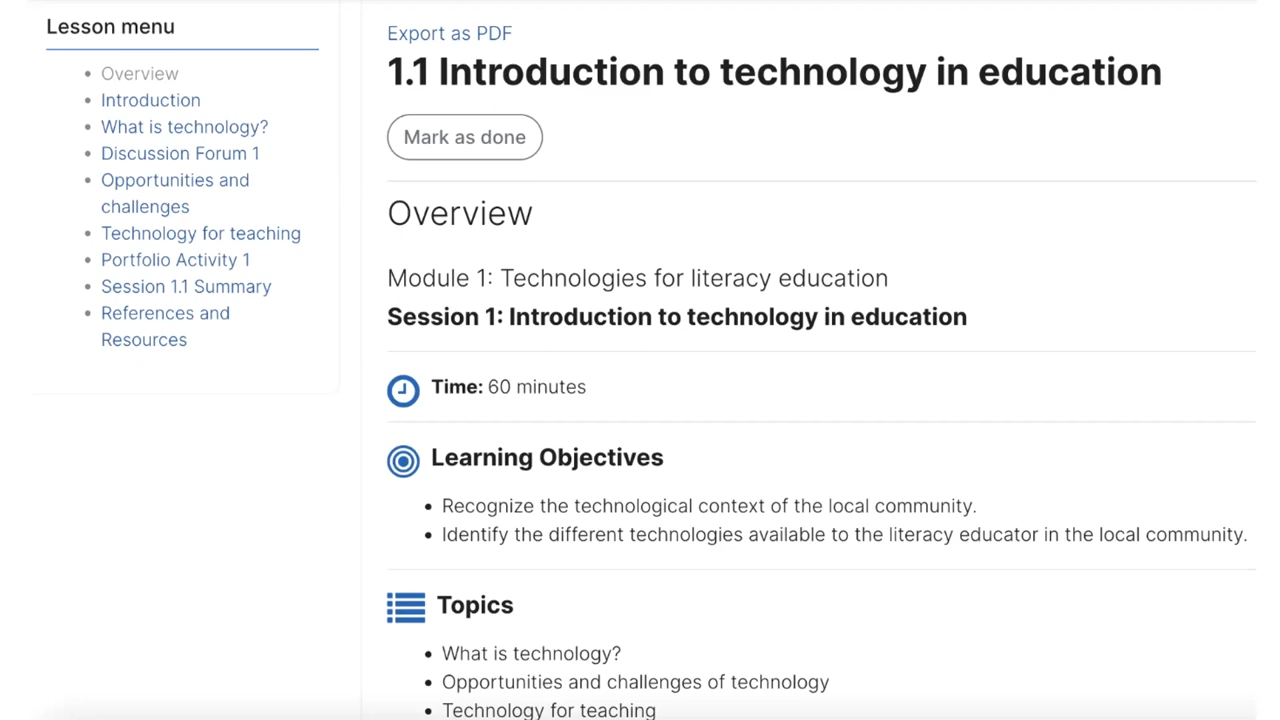 Lesson menu
Overview
Introduction
What is technology?
Discussion Forum 1
Opportunities and
challenges
Technology for teaching
Portfolio Activity 1
Session 1.1 Summary
References and
Resources
Export as PDF
1.1 Introduction to technology in education
Mark as done
Overview
Module 1: Technologies for literacy education
Session 1: Introduction to technology in education
Time: 60 minutes
Learning Objectives
Recognize the technological context of the local community.
Identify the different technologies available to the literacy educator in the local community.
Topics
What is technology?
Opportunities and challenges of technology
Technology for teaching